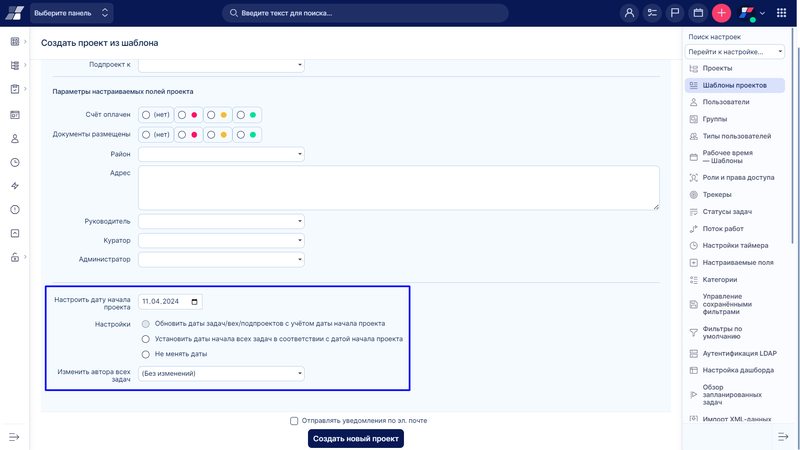 Выберите панель
Введите текст для поиска...
Создать проект из шаблона
Подпроект к
Параметры настраиваемых полей проекта
Счёт оплачен
(нет)
Документы размещены
(нет)
Район
Адрес
Руководитель
Куратор
Администратор
Настроить дату начала
проекта
11.04.2024
Настройки
Обновить даты задач/вех/подпроектов с учётом даты начала проекта
Установить даты начала всех задач в соответствии с датой начала проекта
Не менять даты
Изменить автора всех
задач
(Без изменений)
Отправлять уведомления по эл. почте
Создать новый проект
Поиск настроек
Перейти к настройке...
Проекты
Шаблоны проектов
Пользователи
Группы
Типы пользователей
Рабочее время
— Шаблоны
Роли и права доступа
Трекеры
Статусы задач
Поток работ
Настройки таймера
Настраиваемые поля
Категории
Управление
сохранёнными
фильтрами
Фильтры по
умолчанию
Аутентификация LDAP
Настройка дашборда
Обзор
запланированных
задач
Импорт XML-данных